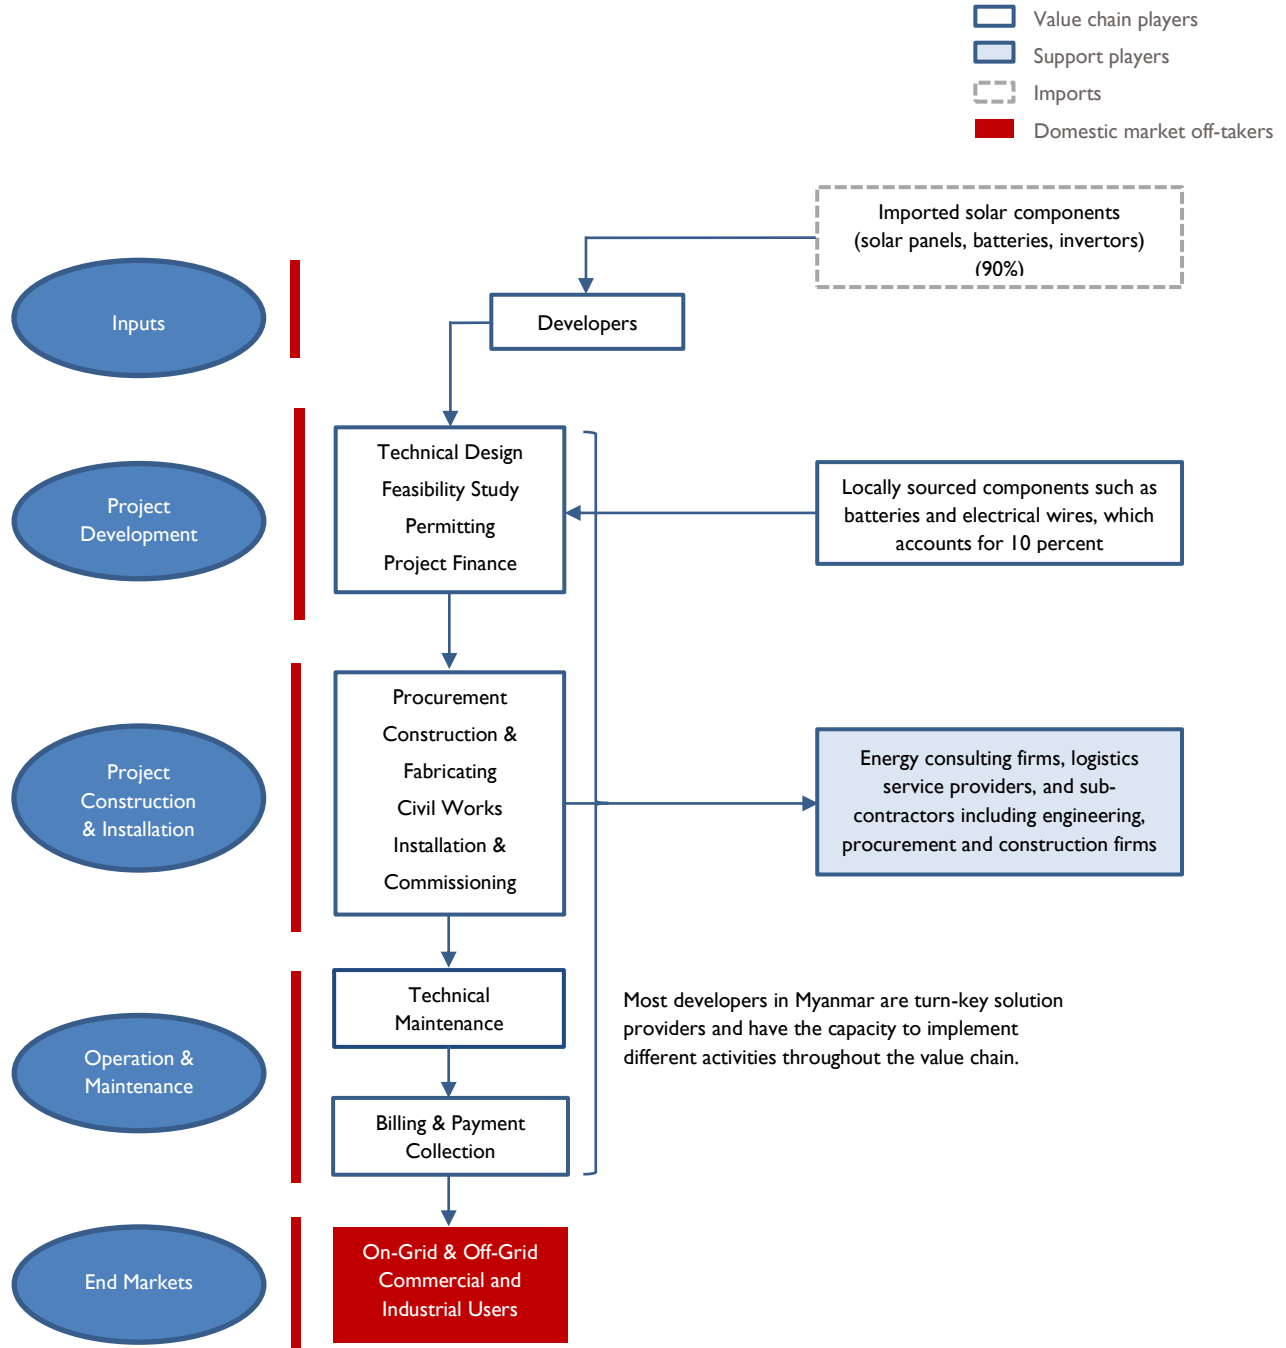 Value chain players
Support players
Imports
Domestic market off-takers
Imported solar components
(solar panels, batteries, invertors)
(90%)
Inputs
Developers
Technical Design
Feasibility Study
Permitting
Project Finance
Project
Development
Locally sourced components such as
batteries and electrical wires, which
accounts for 10 percent
Procurement
Construction &
Fabricating
Civil Works
Installation &
Commissioning
Project
Construction
& Installation
Energy consulting firms, logistics
service providers, and sub-
contractors including engineering,
procurement and construction firms
Technical
Maintenance
Most developers in Myanmar are turn-key solution
providers and have the capacity to implement
different activities throughout the value chain.
Operation &
Maintenance
Billing & Payment
Collection
On-Grid & Off-Grid
Commercial and
Industrial Users
End Markets